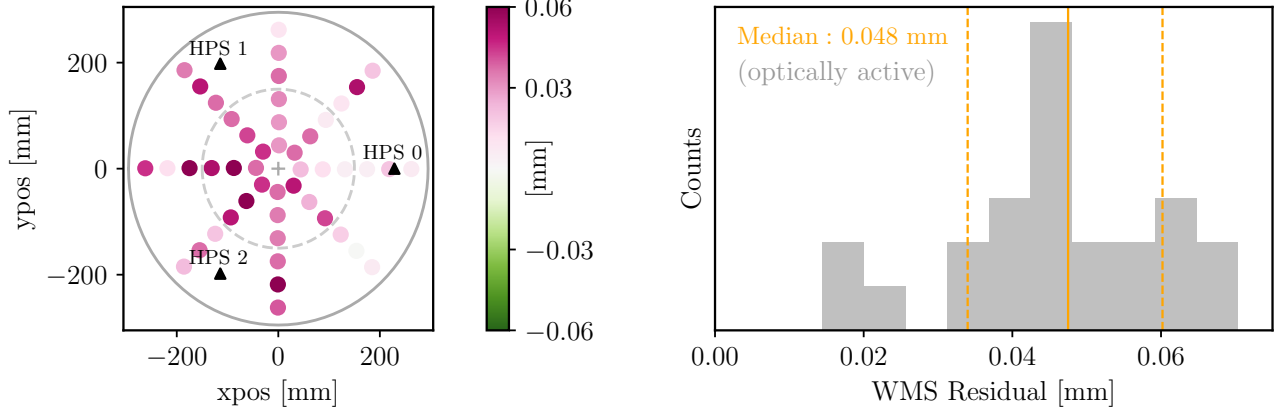 HPS 1
HPS 0
HPS 2
200
0
−200
ypos [mm]
−200
0
200
xpos [mm]
0.06
0.03
−0.03
−0.06
[mm]
Median : 0.048 mm
(optically active)
Counts
0.00
0.02
0.04
0.06
WMS Residual [mm]